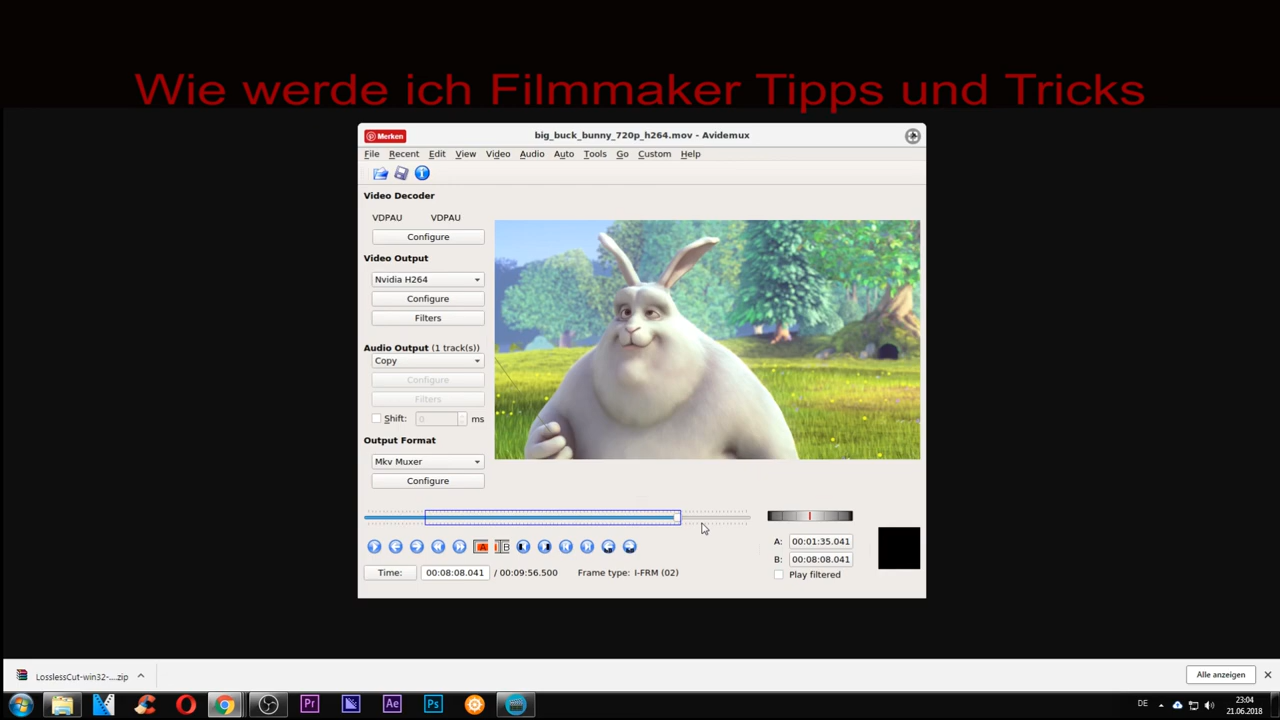 Wie werde ich Filmmaker Tipps und Tricks
Merken
big_buck_bunny_720p_h264.mov - Avidemux
File Recent Edit View Video Audio Auto Tools Go Custom Help
Video Decoder
VDPAU VDPAU
Configure
Video Output
Nvidia H264
Configure
Filters
Audio Output (1 track(s))
Copy
Configure
Filters
Shift: 0 ms
Output Format
Mkv Muxer
Configure
A B
A: 00:01:35.041
B: 00:08:08.041
Play filtered
Time: 00:08:08.041 / 00:09:56.500 Frame type: I-FRM (02)
LosslessCut-win32-....zip
Alle anzeigen
Pr Ae Ps
DE
23:04
21.06.2018